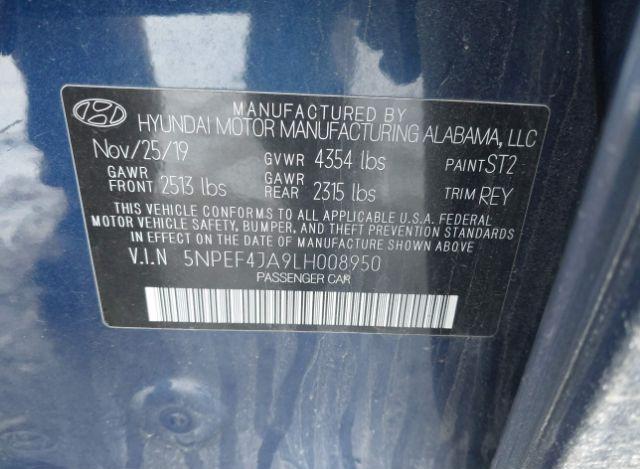 MANUFACTURED BY
HYUNDAI MOTOR MANUFACTURING ALABAMA, LLC
Nov/25/19 GVWR 4354 lbs PAINT ST2
GAWR FRONT 2513 lbs GAWR REAR 2315 lbs TRIM REY
THIS VEHICLE CONFORMS TO ALL APPLICABLE U.S.A. FEDERAL
MOTOR VEHICLE SAFETY, BUMPER, AND THEFT PREVENTION STANDARDS
IN EFFECT ON THE DATE OF MANUFACTURE SHOWN ABOVE.
V.I.N 5NPEF4JA9LH008950
PASSENGER CAR